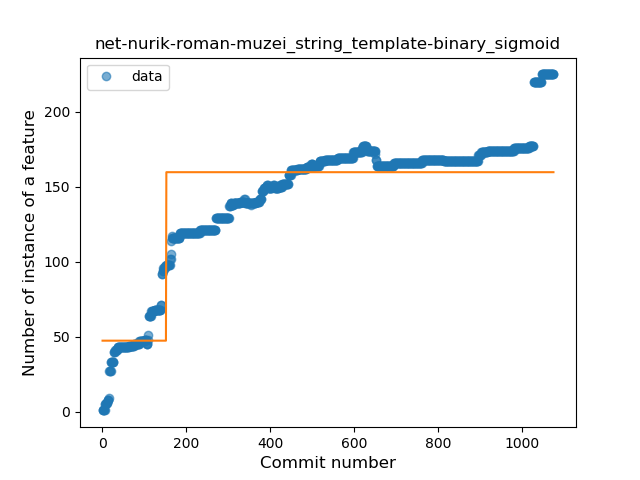 net-nurik-roman-muzei_string_template-binary_sigmoid
data
Number of instance of a feature
200
150
100
50
0
0 200 400 600 800 1000
Commit number